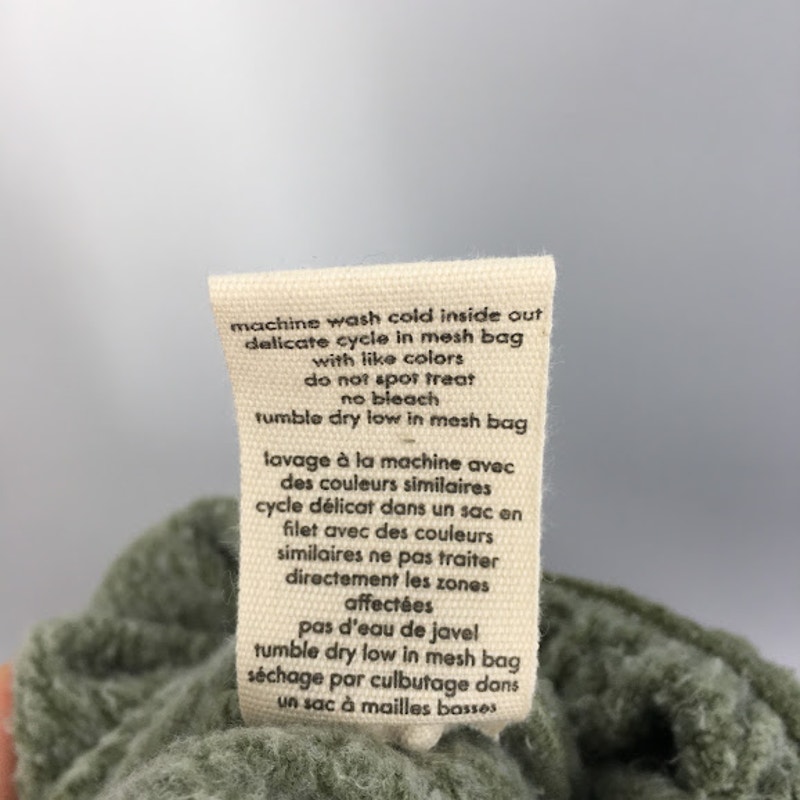 machine wash cold inside out
delicate cycle in mesh bag
with like colors
do not spot treat
no bleach
tumble dry low in mesh bag
-
lavage à la machine avec
des couleurs similaires
cycle délicat dans un sac en
filet avec des couleurs
similaires ne pas traiter
directement les zones
affectées
pas d'eau de javel
tumble dry low in mesh bag
séchage par culbutage dans
un sac à mailles basses